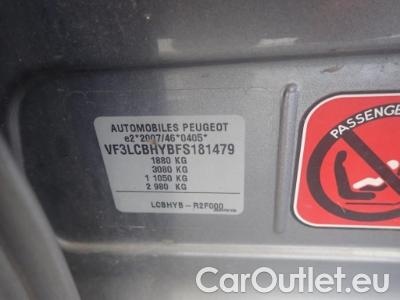 AUTOMOBILES PEUGEOT
e2*2007/46*0405*
VF3LCBHYBFS181479
1880 KG
3080 KG
1 1050 KG
2 980 KG
LCBHYB-R2F000
PASSENGE
CarOutlet.eu